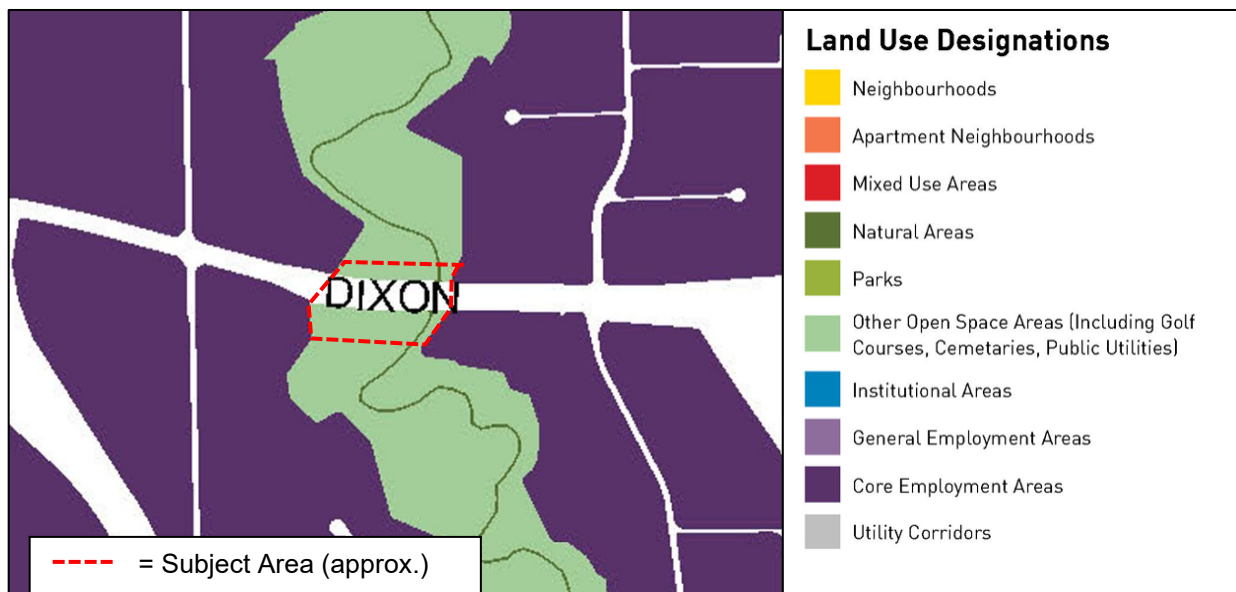 Land Use Designations
Neighbourhoods
Apartment Neighbourhoods
Mixed Use Areas
Natural Areas
Parks
Other Open Space Areas (Including Golf
Courses, Cemetaries, Public Utilities)
Institutional Areas
General Employment Areas
Core Employment Areas
Utility Corridors
DIXON
= Subject Area (approx.)